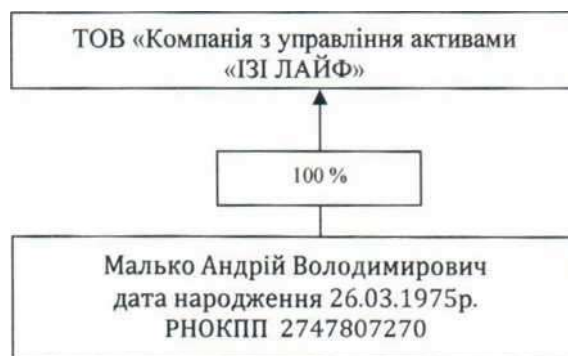 ТОВ «Компанія з управління активами
«ІЗІ ЛАЙФ»
100 %
Малько Андрій Володимирович
дата народження 26.03.1975р.
РНОКПП 2747807270